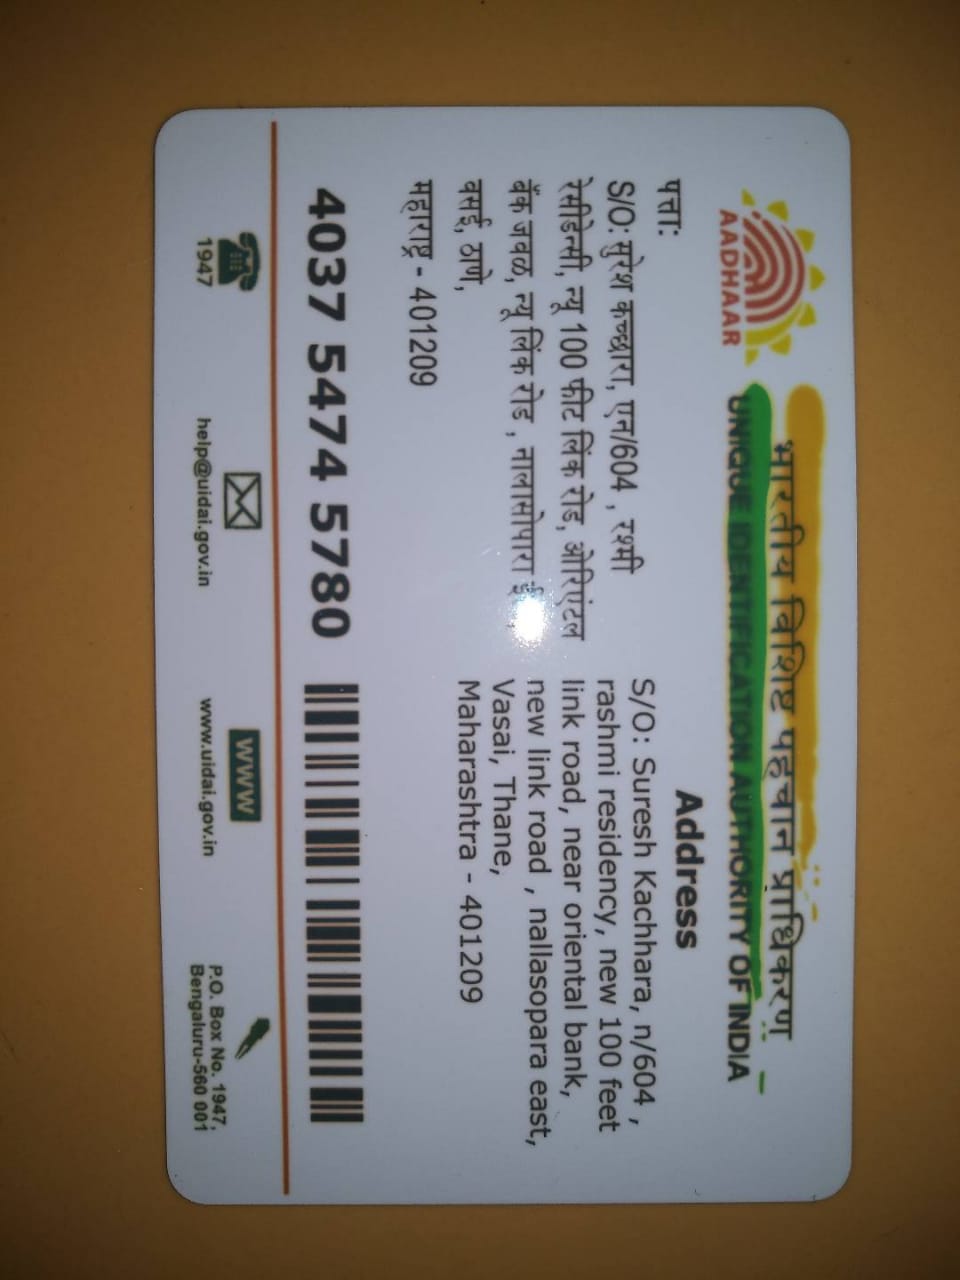 भारतीय विशिष्ट पहचान प्राधिकरण
UNIQUE IDENTIFICATION AUTHORITY OF INDIA
AADHAAR
पत्ता:
S/O: सुरेश कच्छारा, एन/604 , रश्मी
रेसीडेन्सी, न्यू 100 फीट लिंक रोड, ओरिएंटल
बँक जवळ, न्यू लिंक रोड , नालासोपारा
वसई, ठाणे,
महाराष्ट्र - 401209
Address
S/O: Suresh Kachhara, n/604 ,
rashmi residency, new 100 feet
link road, near oriental bank,
new link road , nallasopara east,
Vasai, Thane,
Maharashtra - 401209
4037 5474 5780
1947
help@uidai.gov.in
www
www.uidai.gov.in
P.O. Box No. 1947,
Bengaluru-560 001